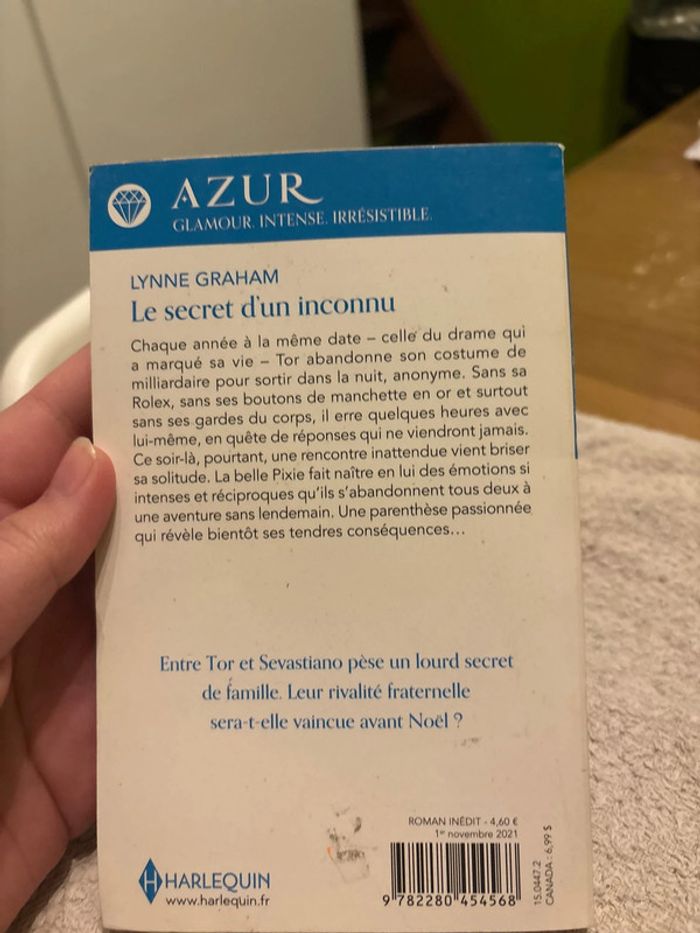 AZUR
GLAMOUR. INTENSE. IRRÉSISTIBLE.
LYNNE GRAHAM
Le secret d'un inconnu
Chaque année à la même date – celle du drame qui
a marqué sa vie – Tor abandonne son costume de
milliardaire pour sortir dans la nuit, anonyme. Sans sa
Rolex, sans ses boutons de manchette en or et surtout
sans ses gardes du corps, il erre quelques heures avec
lui-même, en quête de réponses qui ne viendront jamais.
Ce soir-là, pourtant, une rencontre inattendue vient briser
sa solitude. La belle Pixie fait naître en lui des émotions si
intenses et réciproques qu'ils s'abandonnent tous deux à
une aventure sans lendemain. Une parenthèse passionnée
qui révèle bientôt ses tendres conséquences...
Entre Tor et Sevastiano pèse un lourd secret
de famille. Leur rivalité fraternelle
sera-t-elle vaincue avant Noël ?
ROMAN INÉDIT - 4,60 €
1er novembre 2021
HARLEQUIN
www.harlequin.fr
9 782280 454568
15.0447.2
CANADA : 6,99 $